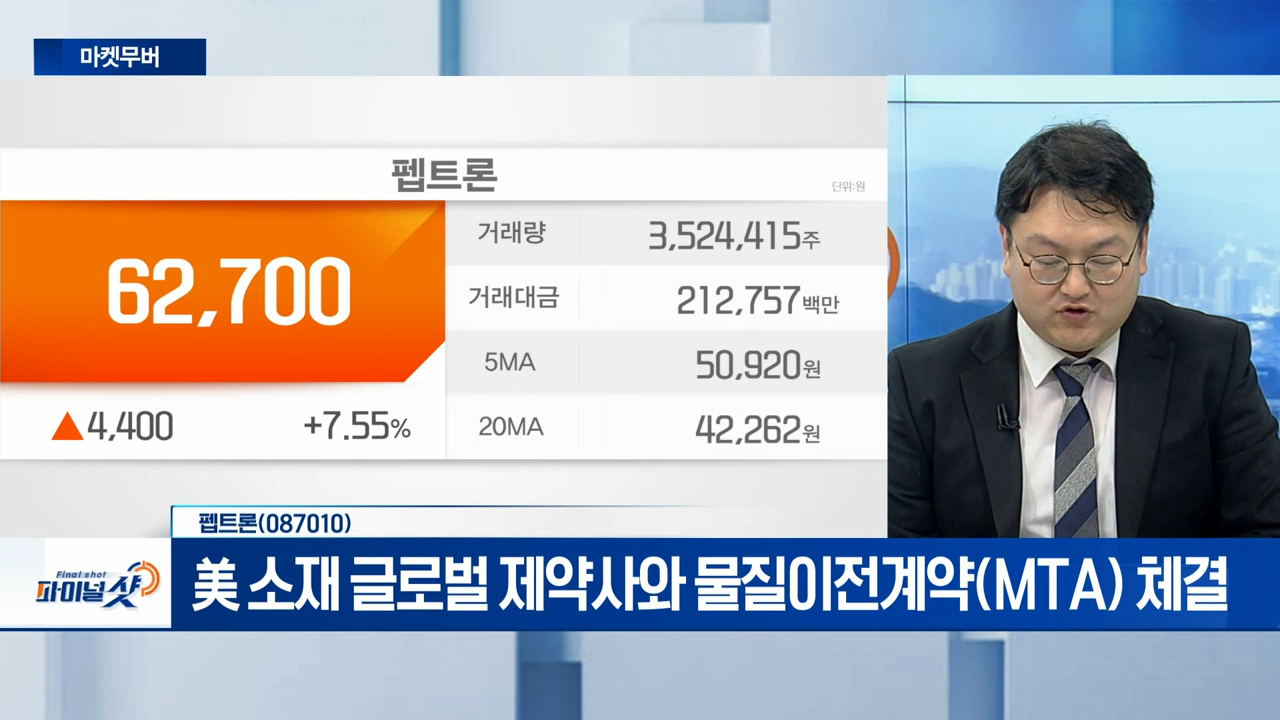 마켓무버
펩트론
단위:원
62,700
▲4,400 +7.55%
거래량 3,524,415주
거래대금 212,757백만
5MA 50,920원
20MA 42,262원
펩트론(087010)
Final shot
파이널샷
美 소재 글로벌 제약사와 물질이전계약(MTA) 체결